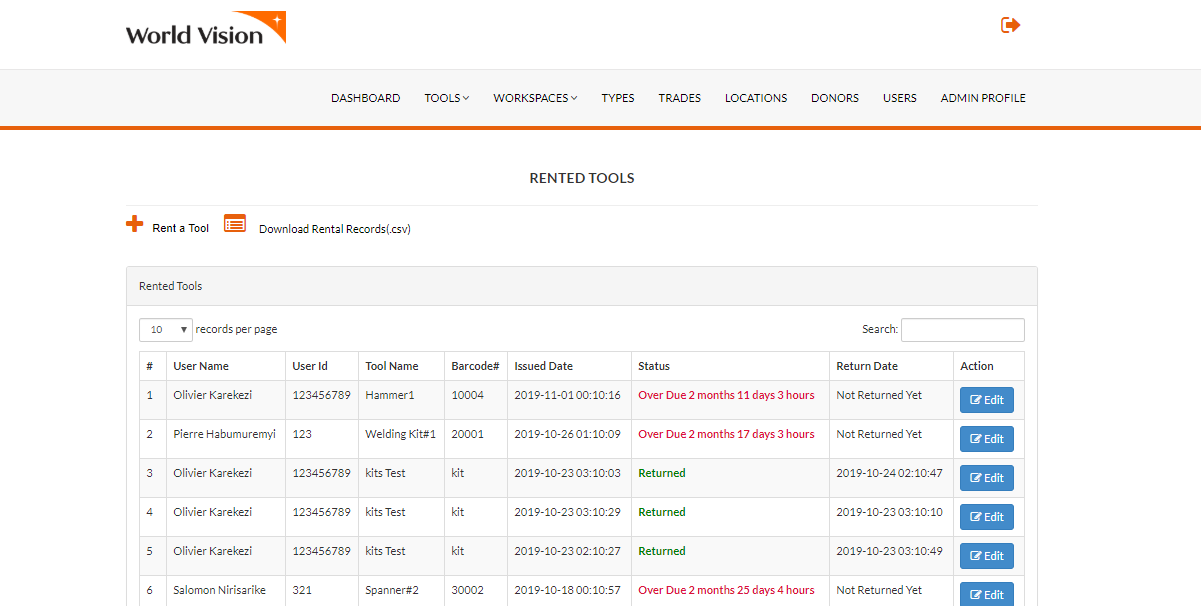 World Vision
DASHBOARD TOOLS WORKSPACES TYPES TRADES LOCATIONS DONORS USERS ADMIN PROFILE
RENTED TOOLS
Rent a Tool Download Rental Records(.csv)
Rented Tools
10 records per page Search:
# User Name User Id Tool Name Barcode# Issued Date Status Return Date Action
1 Olivier Karekezi 123456789 Hammer1 10004 2019-11-01 00:10:16 Over Due 2 months 11 days 3 hours Not Returned Yet Edit
2 Pierre Habumuremyi 123 Welding Kit#1 20001 2019-10-26 01:10:09 Over Due 2 months 17 days 3 hours Not Returned Yet Edit
3 Olivier Karekezi 123456789 kits Test kit 2019-10-23 03:10:03 Returned 2019-10-24 02:10:47 Edit
4 Olivier Karekezi 123456789 kits Test kit 2019-10-23 03:10:29 Returned 2019-10-23 03:10:10 Edit
5 Olivier Karekezi 123456789 kits Test kit 2019-10-23 02:10:27 Returned 2019-10-23 03:10:49 Edit
6 Salomon Nirisarike 321 Spanner#2 30002 2019-10-18 00:10:57 Over Due 2 months 25 days 4 hours Not Returned Yet Edit